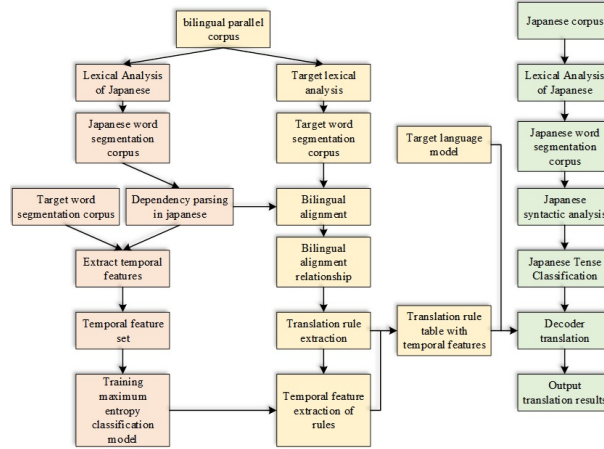 bilingual parallel
corpus
Lexical Analysis
of Japanese
Target lexical
analysis
Japanese word
segmentation
corpus
Target word
segmentation
corpus
Target word
segmentation corpus
Dependency parsing
in japanese
Bilingual
alignment
Extract temporal
features
Bilingual
alignment
relationship
Temporal feature
set
Translation rule
extraction
Training
maximum
entropy
classification
model
Temporal feature
extraction of
rules
Target language
model
Translation rule
table with
temporal features
Japanese corpus
Lexical Analysis
of Japanese
Japanese word
segmentation
corpus
Japanese
syntactic analysis
Japanese Tense
Classification
Decoder
translation
Output
translation results